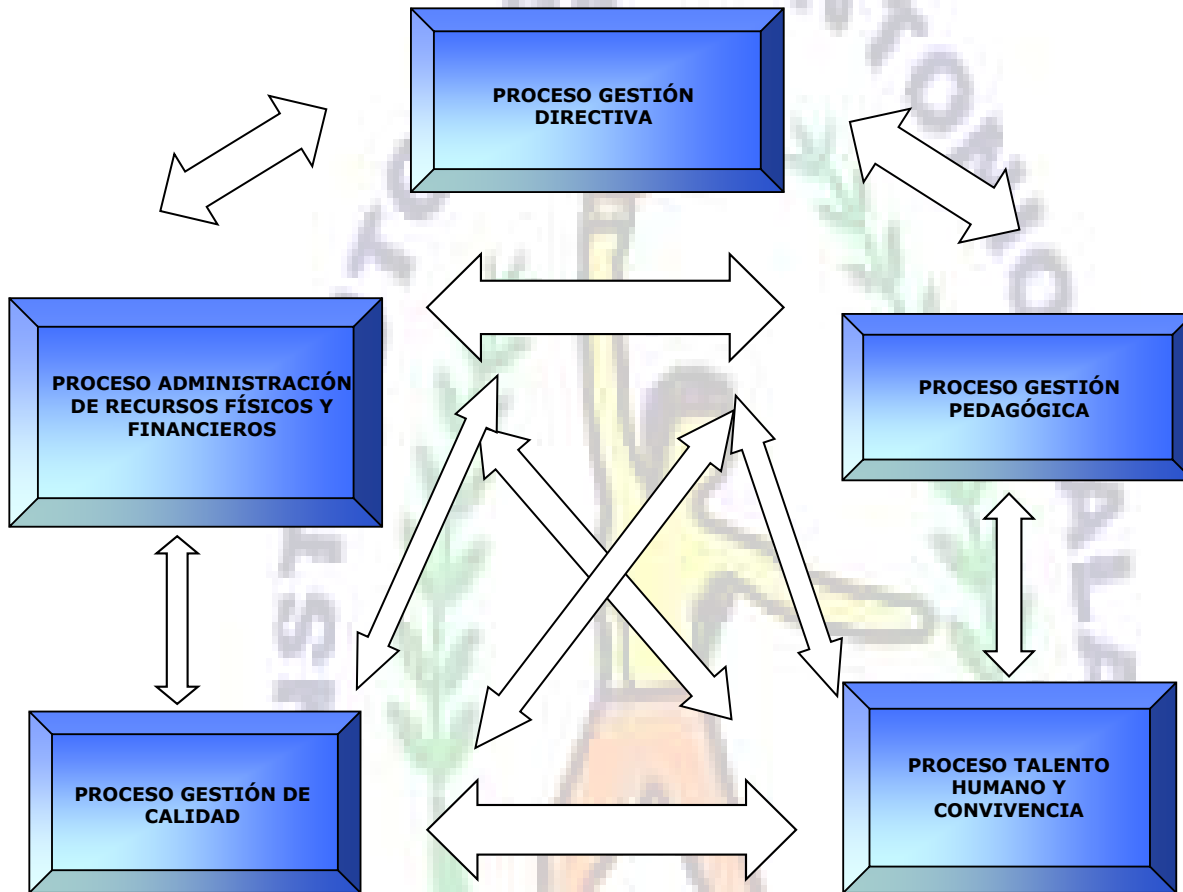 PROCESO GESTIÓN
DIRECTIVA
PROCESO ADMINISTRACIÓN
DE RECURSOS FÍSICOS Y
FINANCIEROS
PROCESO GESTIÓN
PEDAGÓGICA
PROCESO GESTIÓN DE
CALIDAD
PROCESO TALENTO
HUMANO Y
CONVIVENCIA